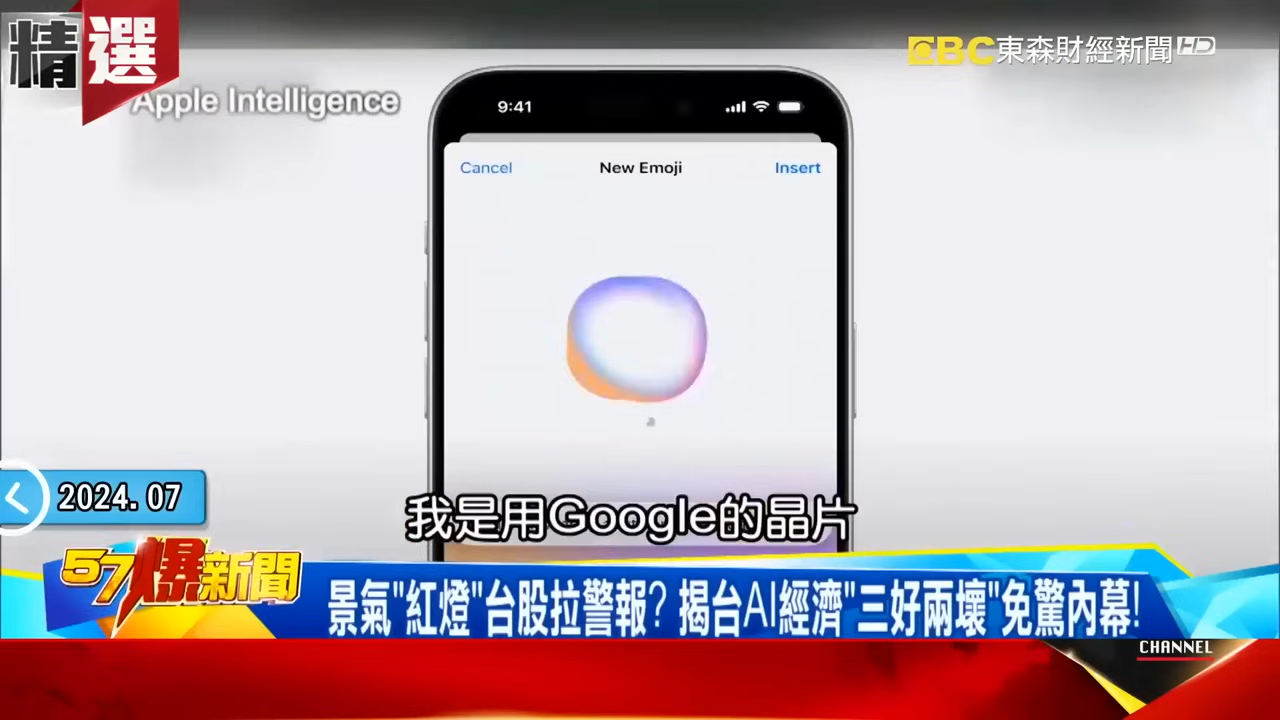 精選
EBC東森財經新聞HD
Apple Intelligence
9:41
Cancel
New Emoji
Insert
2024.07
我是用Google的晶片
57爆新聞
景氣"紅燈"台股拉警報? 揭台AI經濟"三好兩壞"免驚內幕!
CHANNEL